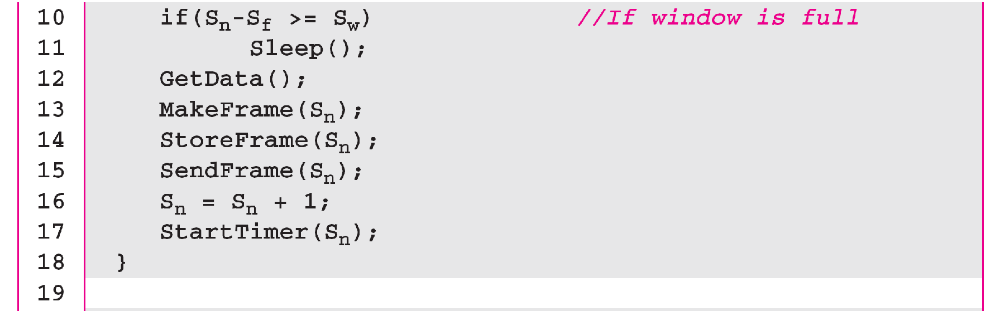 10 if(Sn-Sf >= Sw) //If window is full
11 Sleep();
12 GetData();
13 MakeFrame(Sn);
14 StoreFrame(Sn);
15 SendFrame(Sn);
16 Sn = Sn + 1;
17 StartTimer(Sn);
18 }
19